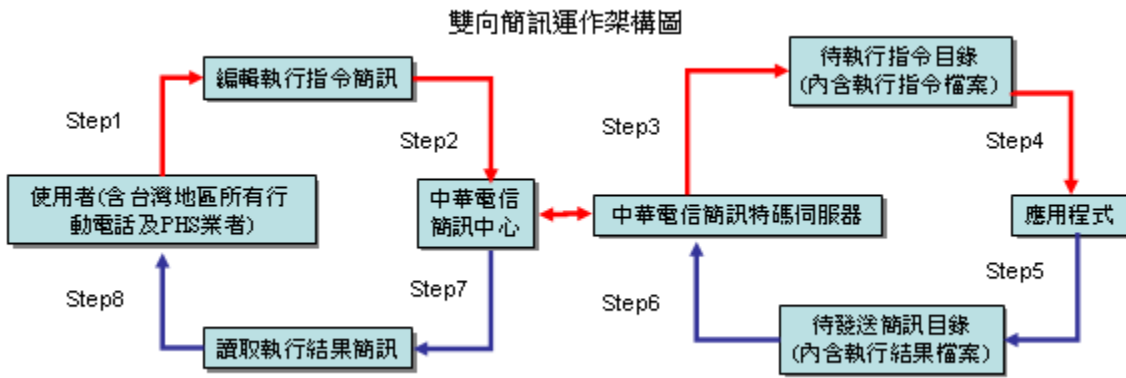 雙向簡訊運作架構圖
編輯執行指令簡訊
待執行指令目錄
(內含執行指令檔案)
Step1
Step2
Step3
Step4
使用者(含台灣地區所有行
動電話及PHS業者)
中華電信
簡訊中心
中華電信簡訊特碼伺服器
應用程式
Step8
Step7
Step6
Step5
讀取執行結果簡訊
待發送簡訊目錄
(內含執行結果檔案)